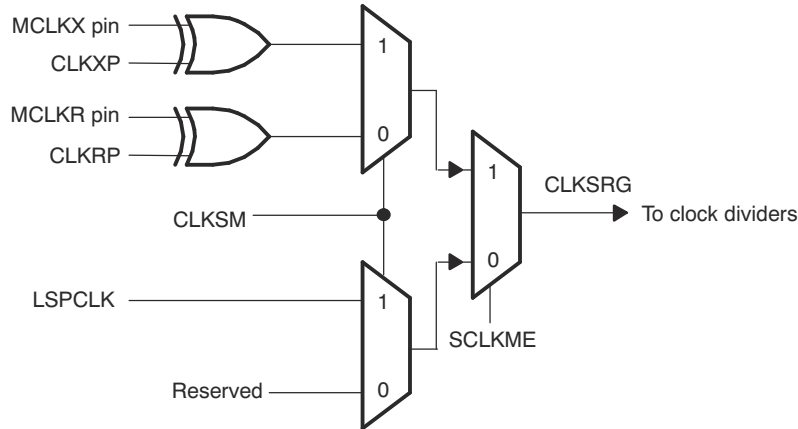 MCLKX pin
CLKXP
1
MCLKR pin
CLKRP
0
1
CLKSRG
To clock dividers
CLKSM
0
LSPCLK
1
SCLKME
Reserved
0